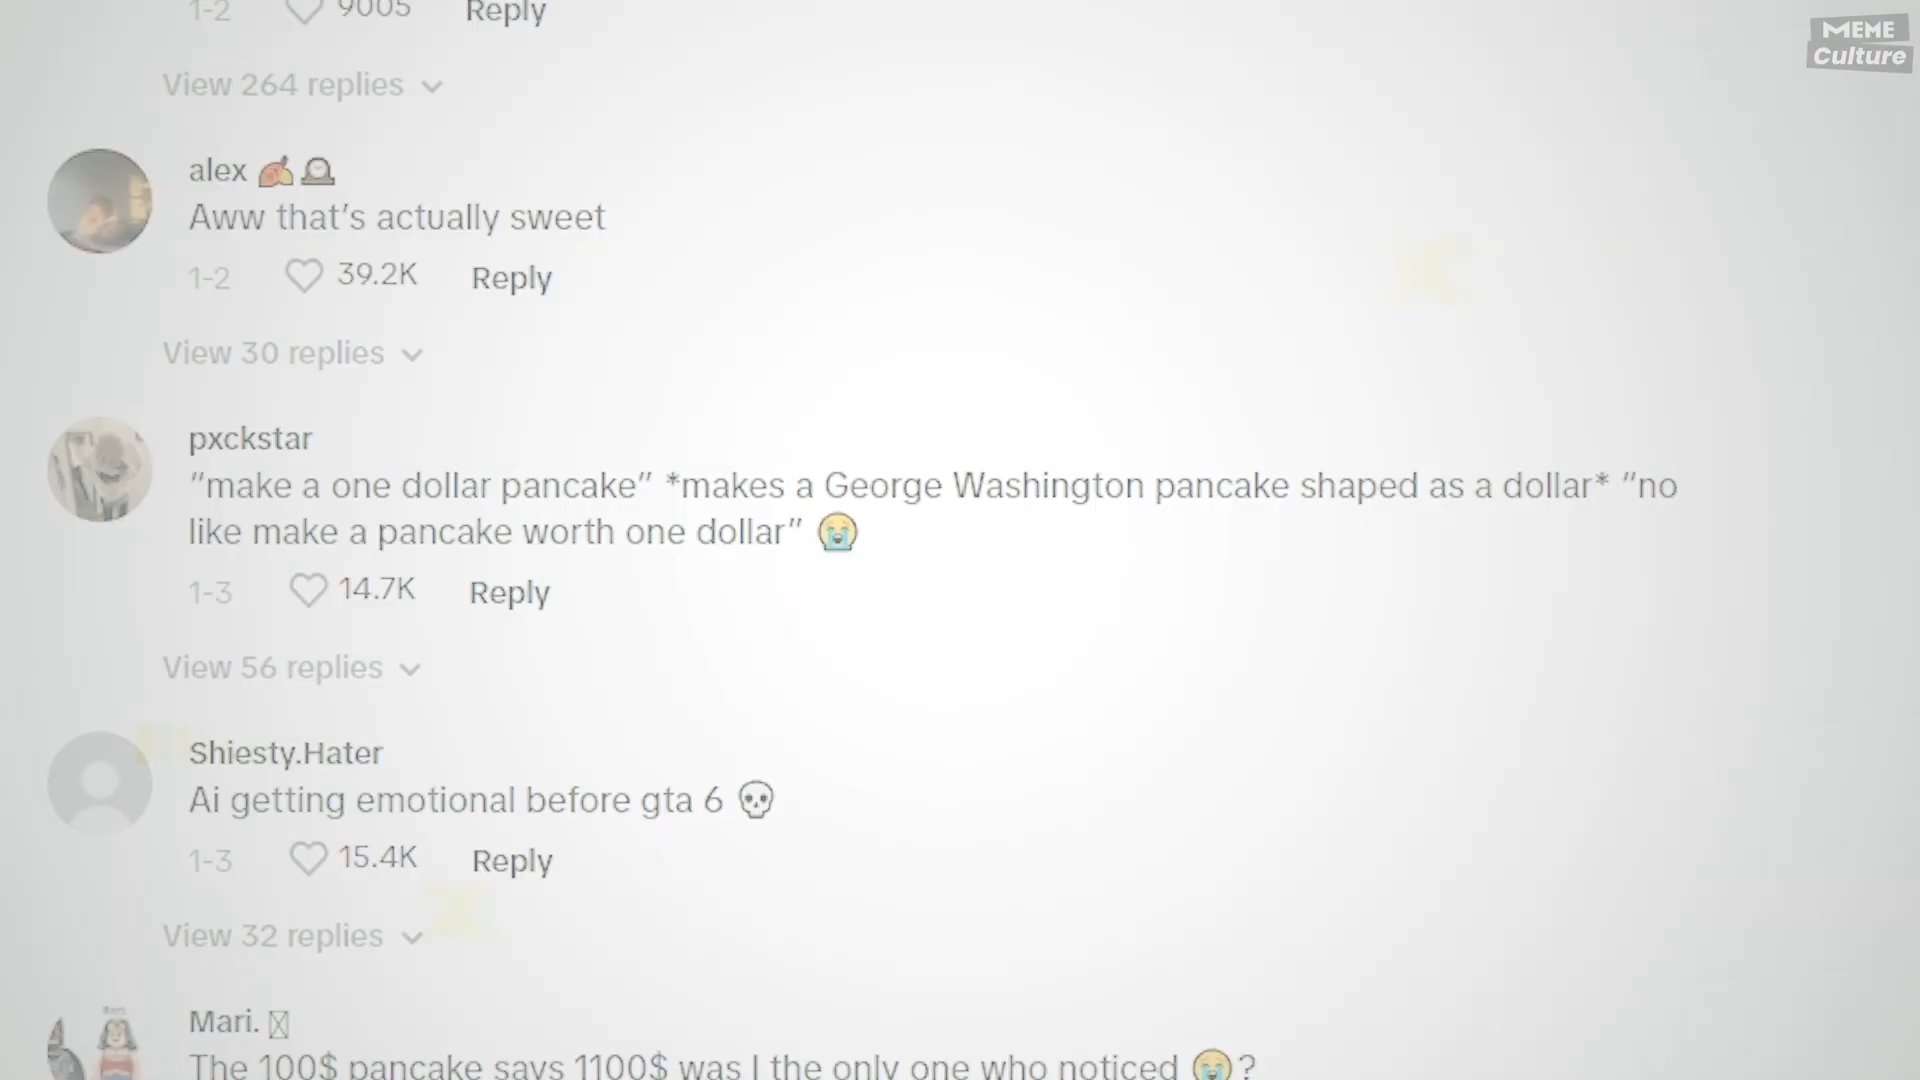 1-2 9005 Reply
MEME
Culture
View 264 replies
alex
Aww that's actually sweet
1-2 39.2K Reply
View 30 replies
pxckstar
“make a one dollar pancake” *makes a George Washington pancake shaped as a dollar* “no
like make a pancake worth one dollar” 😭
1-3 14.7K Reply
View 56 replies
Shiesty.Hater
Ai getting emotional before gta 6 💀
1-3 15.4K Reply
View 32 replies
Mari.
The 100$ pancake says 1100$ was I the only one who noticed 😭?